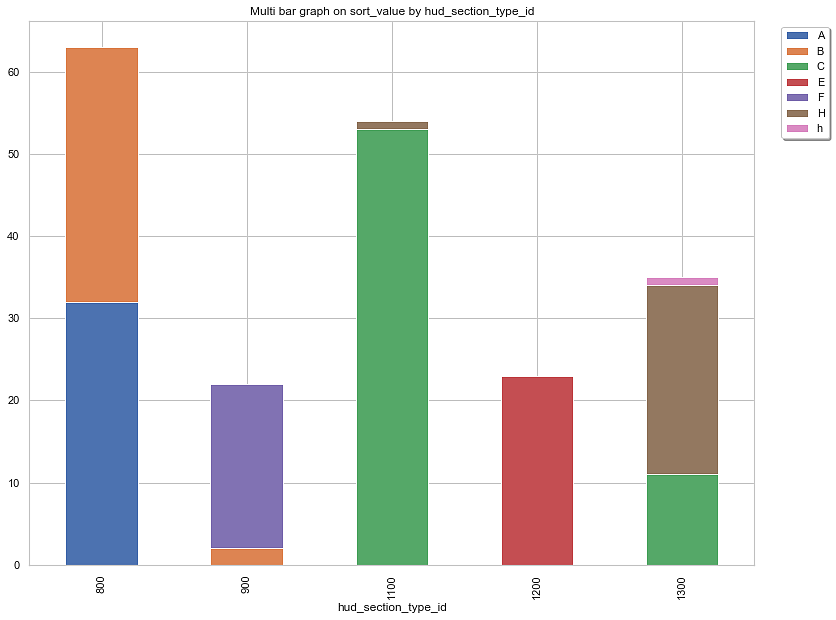 Multi bar graph on sort_value by hud_section_type_id
A
B
C
E
F
H
h
60
50
40
30
20
10
0
800
900
1100
1200
1300
hud_section_type_id